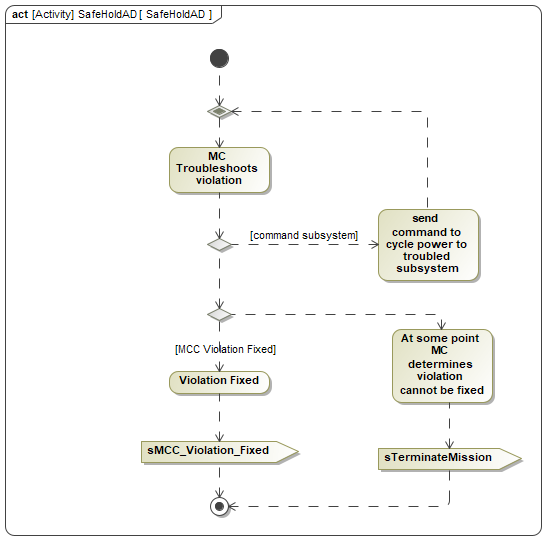 act [Activity] SafeHoldAD [ SafeHoldAD ]
MC
Troubleshoots
violation
send
command to
cycle power to
troubled
subsystem
[command subsystem]
At some point
MC
determines
violation
cannot be fixed
[MCC Violation Fixed]
Violation Fixed
sMCC_Violation_Fixed
sTerminateMission